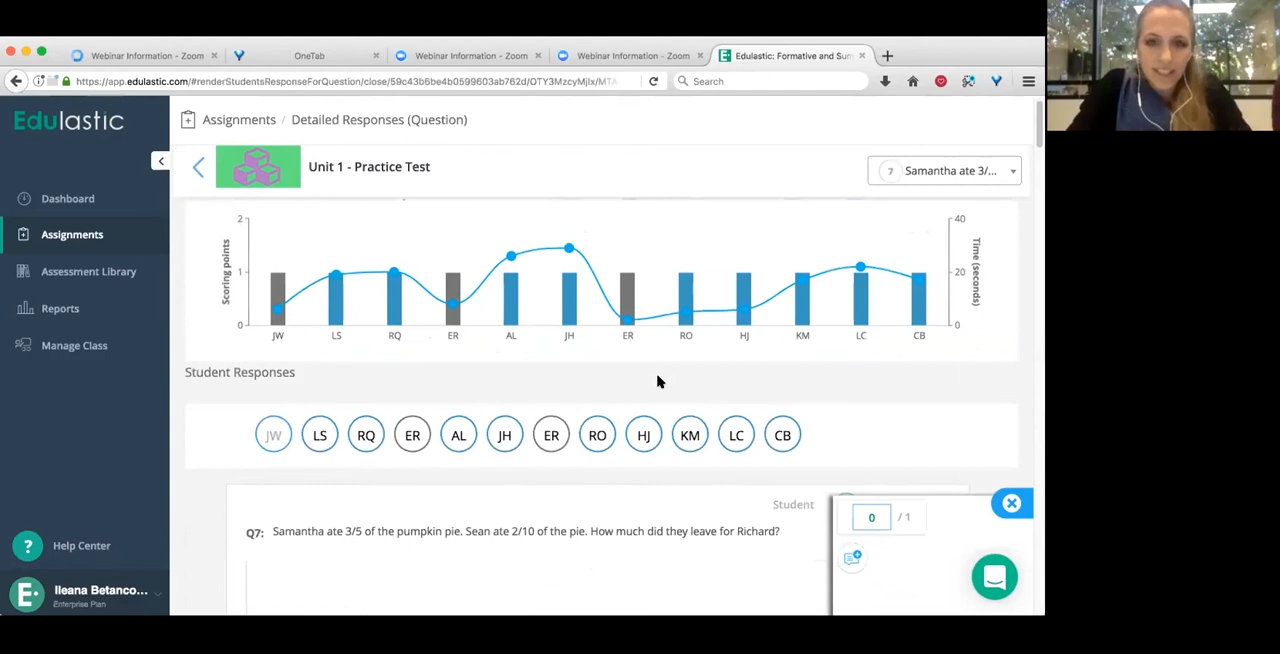 Webinar Information - Zoom
OneTab
Webinar Information - Zoom
Webinar Information - Zoom
Edulastic: Formative and Sum
https://app.edulastic.com/#renderStudentsResponseForQuestion/close/59c43b6be4b0599603ab762d/OTY3MzcyMjIx/MTA
Search
Edulastic
Assignments / Detailed Responses (Question)
Unit 1 - Practice Test
7 Samantha ate 3/...
Dashboard
Assignments
Assessment Library
Reports
Manage Class
Help Center
E
Ileana Betanco...
Enterprise Plan
Scoring points
2
1
0
40
20
0
Time (seconds)
JW LS RQ ER AL JH ER RO HJ KM LC CB
Student Responses
JW LS RQ ER AL JH ER RO HJ KM LC CB
Student
0 / 1
Q7: Samantha ate 3/5 of the pumpkin pie. Sean ate 2/10 of the pie. How much did they leave for Richard?